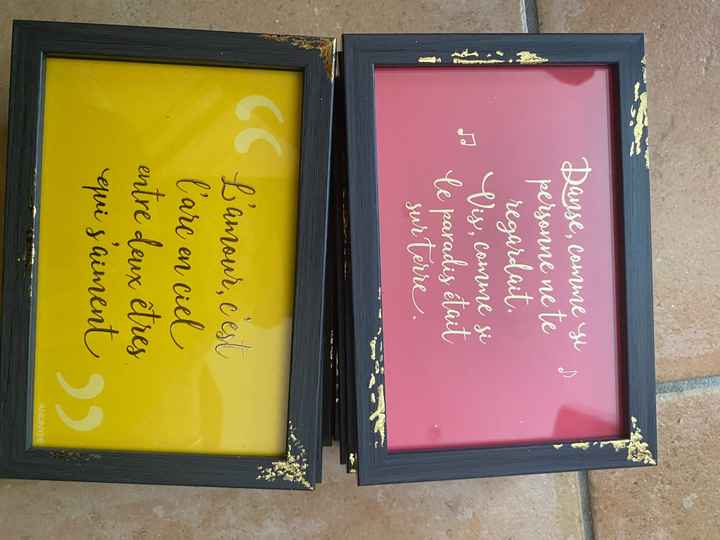 L'amour, c'est
l'arc en ciel
entre deux êtres
qui s'aiment
Danse, comme si
personne ne te
regardait.
Vis, comme si
le paradis était
sur terre.